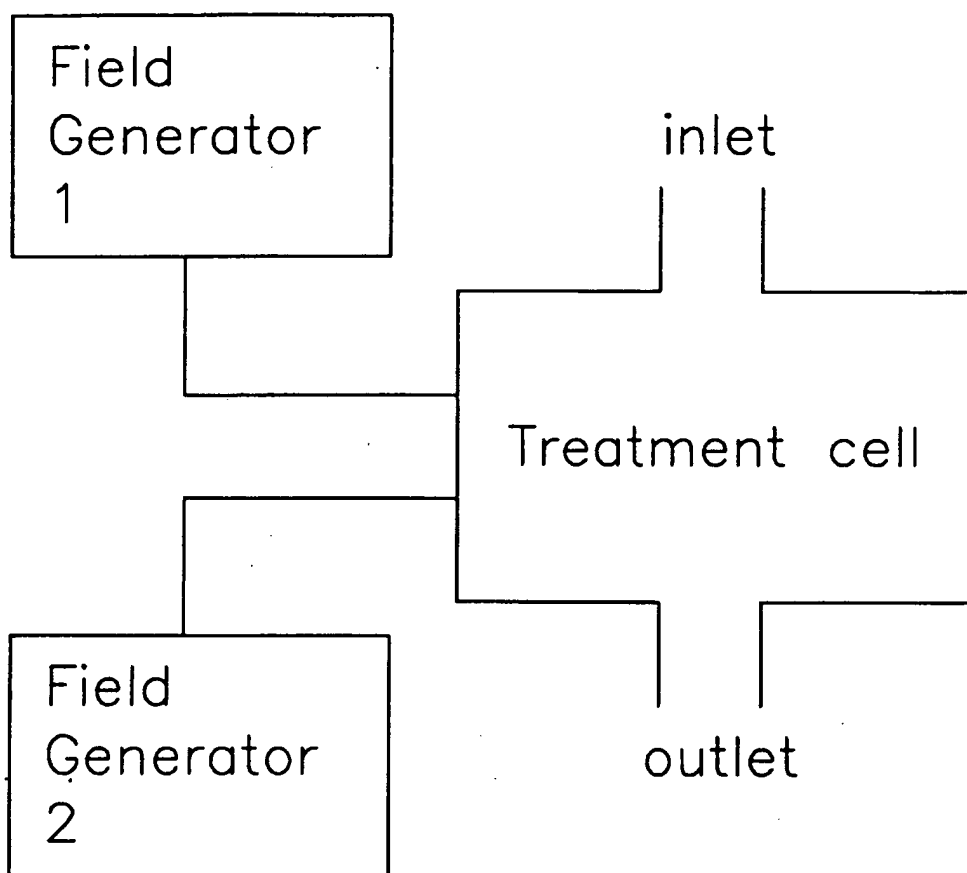 Field
Generator
1
inlet
Treatment cell
Field
Generator
2
outlet